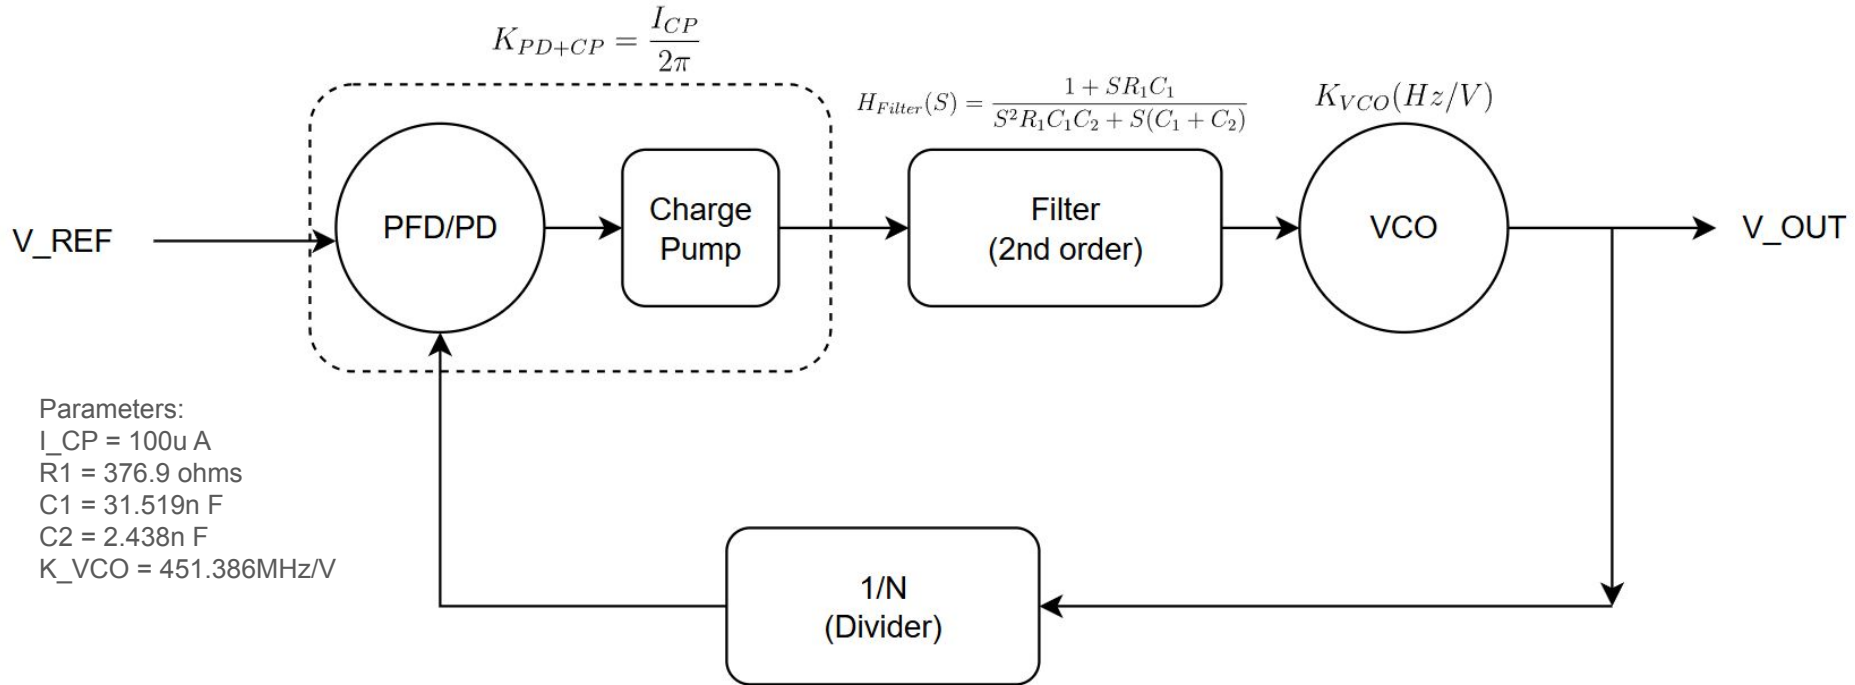 K_{PD+CP} = \frac{I_{CP}}{2\pi}
H_{Filter}(S) = \frac{1 + SR_1C_1}{S^2R_1C_1C_2 + S(C_1 + C_2)}
K_{VCO}(Hz/V)
V_REF
PFD/PD
Charge
Pump
Filter
(2nd order)
VCO
V_OUT
Parameters:
I_CP = 100u A
R1 = 376.9 ohms
C1 = 31.519n F
C2 = 2.438n F
K_VCO = 451.386MHz/V
1/N
(Divider)